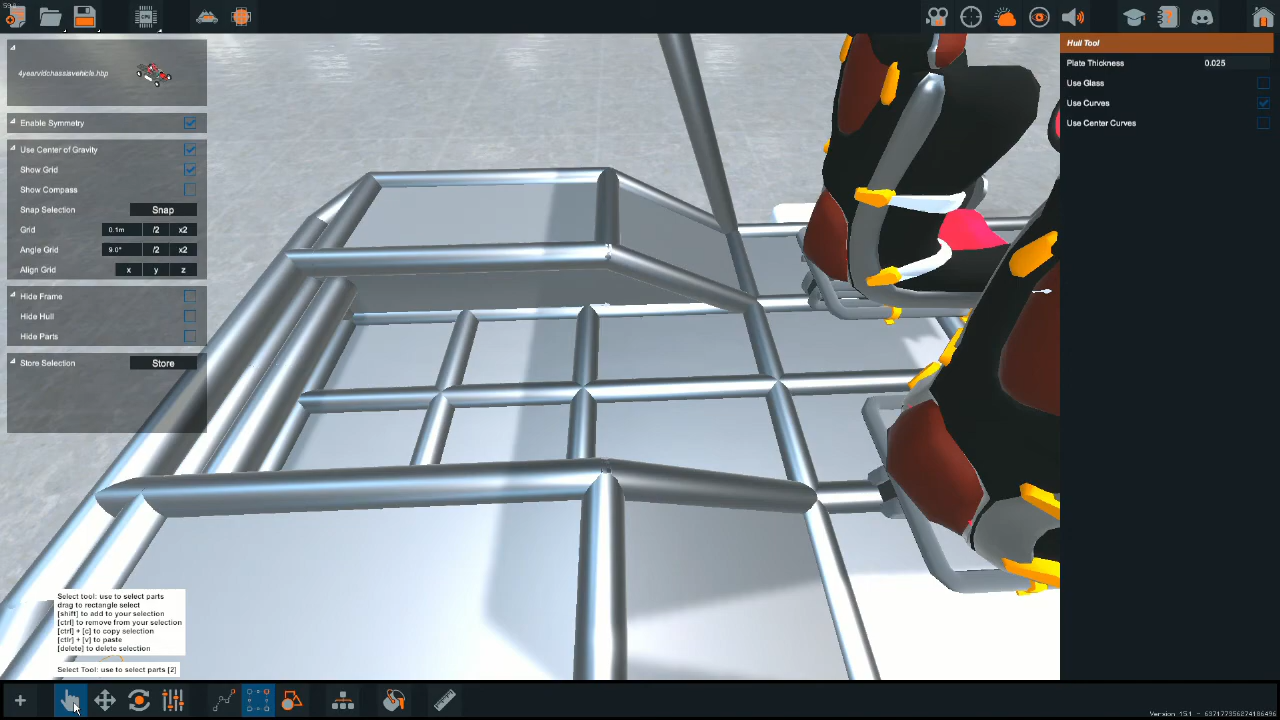 4yearv/dchassisvehicle.hbp
Enable Symmetry
Use Center of Gravity
Show Grid
Show Compass
Snap Selection Snap
Grid 0.1m /2 x2
Angle Grid 9.0° /2 x2
Align Grid x y z
Hide Frame
Hide Hull
Hide Parts
Store Selection Store
Hull Tool
Plate Thickness 0.025
Use Glass
Use Curves
Use Center Curves
Select tool: use to select parts
drag to rectangle select
[shift] to add to your selection
[ctrl] to remove from your selection
[ctrl] + [c] to copy selection
[ctlr] + [v] to paste
[delete] to delete selection
Select Tool: use to select parts [2]